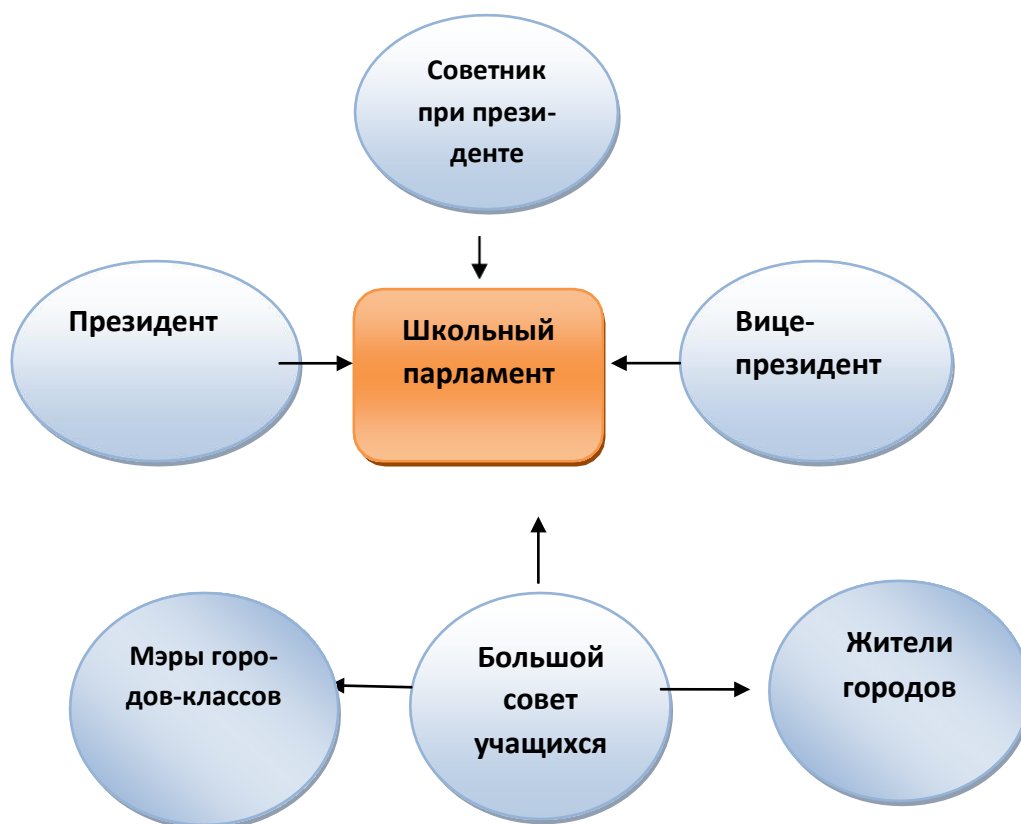 Советник
при прези-
денте
Президент
Школьный
парламент
Вице-
президент
Мэры горо-
дов-классов
Большой
совет
учащихся
Жители
городов